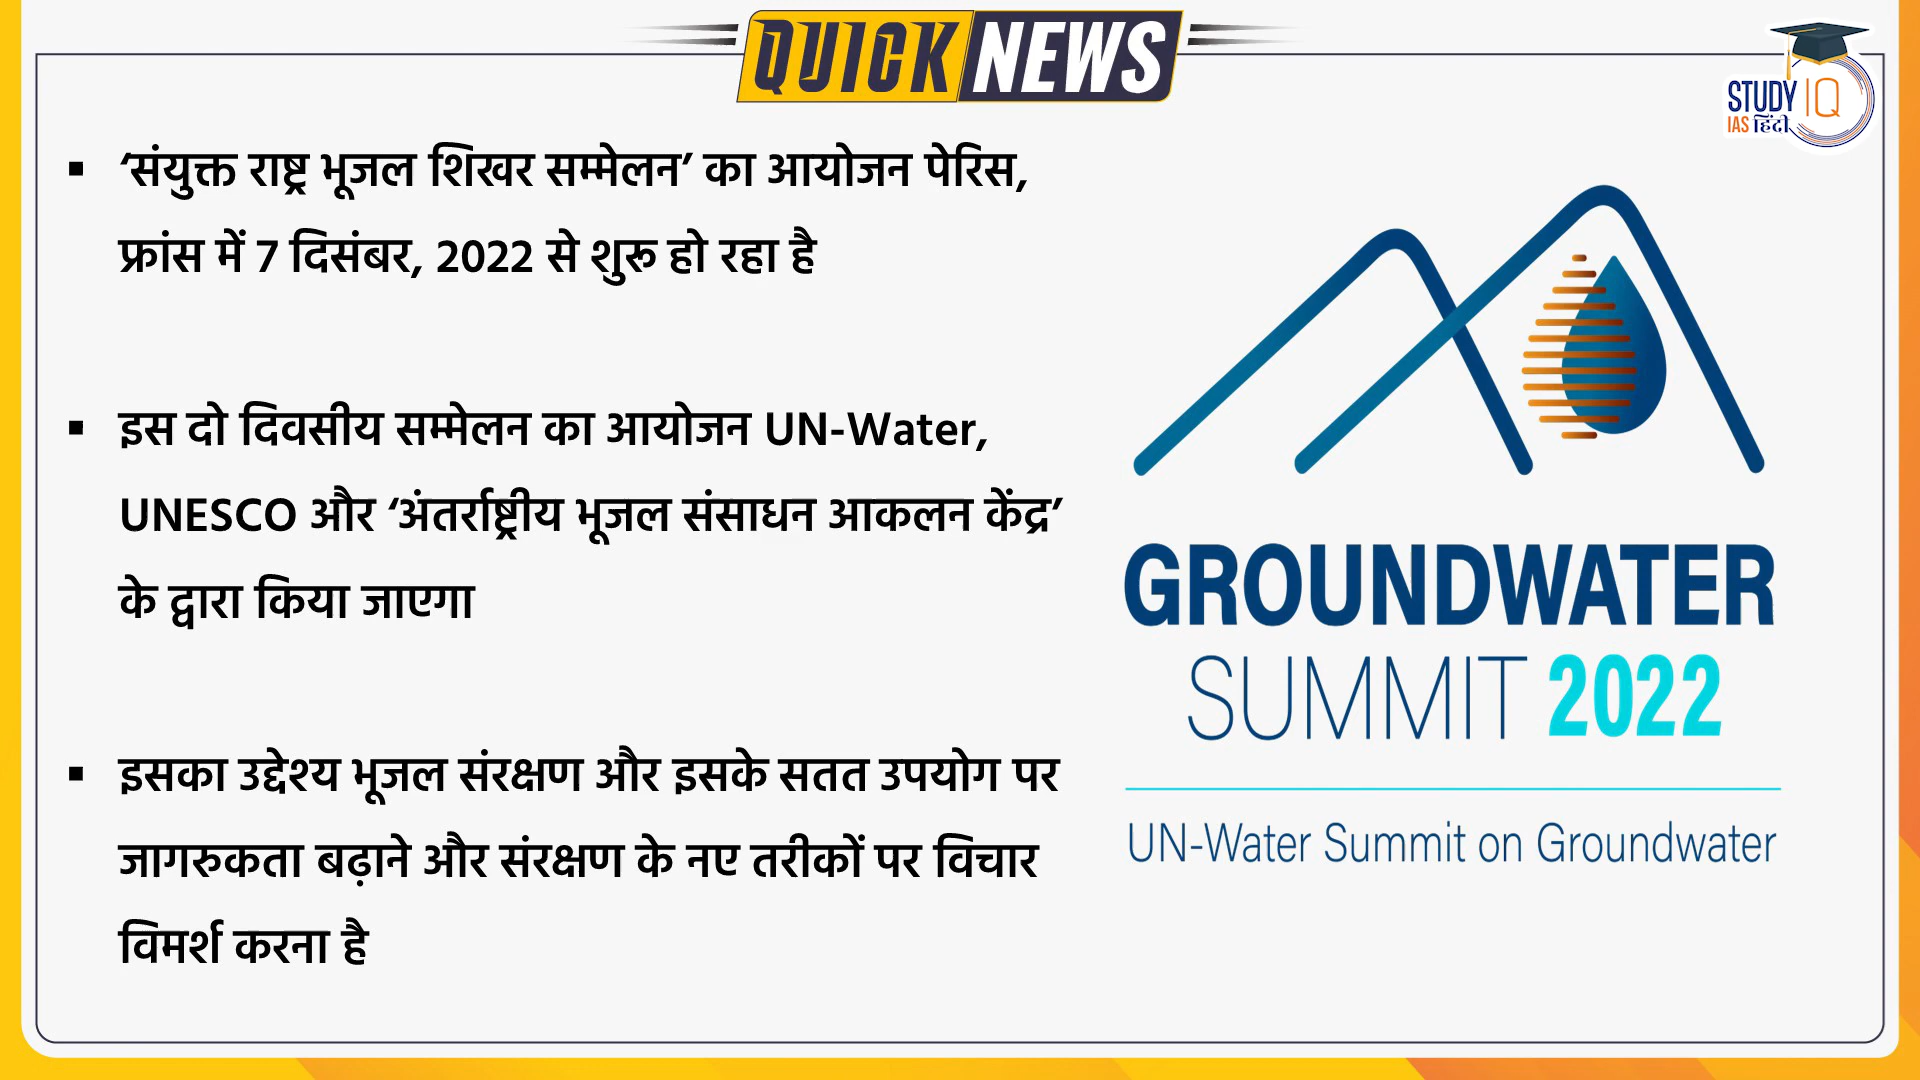 QUICK NEWS
STUDY IQ
IAS हिंदी
▪ ‘संयुक्त राष्ट्र भूजल शिखर सम्मेलन’ का आयोजन पेरिस,
फ्रांस में 7 दिसंबर, 2022 से शुरू हो रहा है
▪ इस दो दिवसीय सम्मेलन का आयोजन UN-Water,
UNESCO और ‘अंतर्राष्ट्रीय भूजल संसाधन आकलन केंद्र’
के द्वारा किया जाएगा
▪ इसका उद्देश्य भूजल संरक्षण और इसके सतत उपयोग पर
जागरुकता बढ़ाने और संरक्षण के नए तरीकों पर विचार
विमर्श करना है
GROUNDWATER
SUMMIT 2022
UN-Water Summit on Groundwater